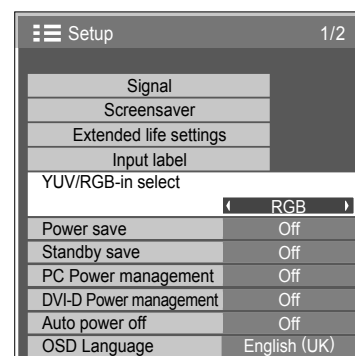 Setup 1/2
Signal
Screensaver
Extended life settings
Input label
YUV/RGB-in select
RGB
Power save Off
Standby save Off
PC Power management Off
DVI-D Power management Off
Auto power off Off
OSD Language English (UK)